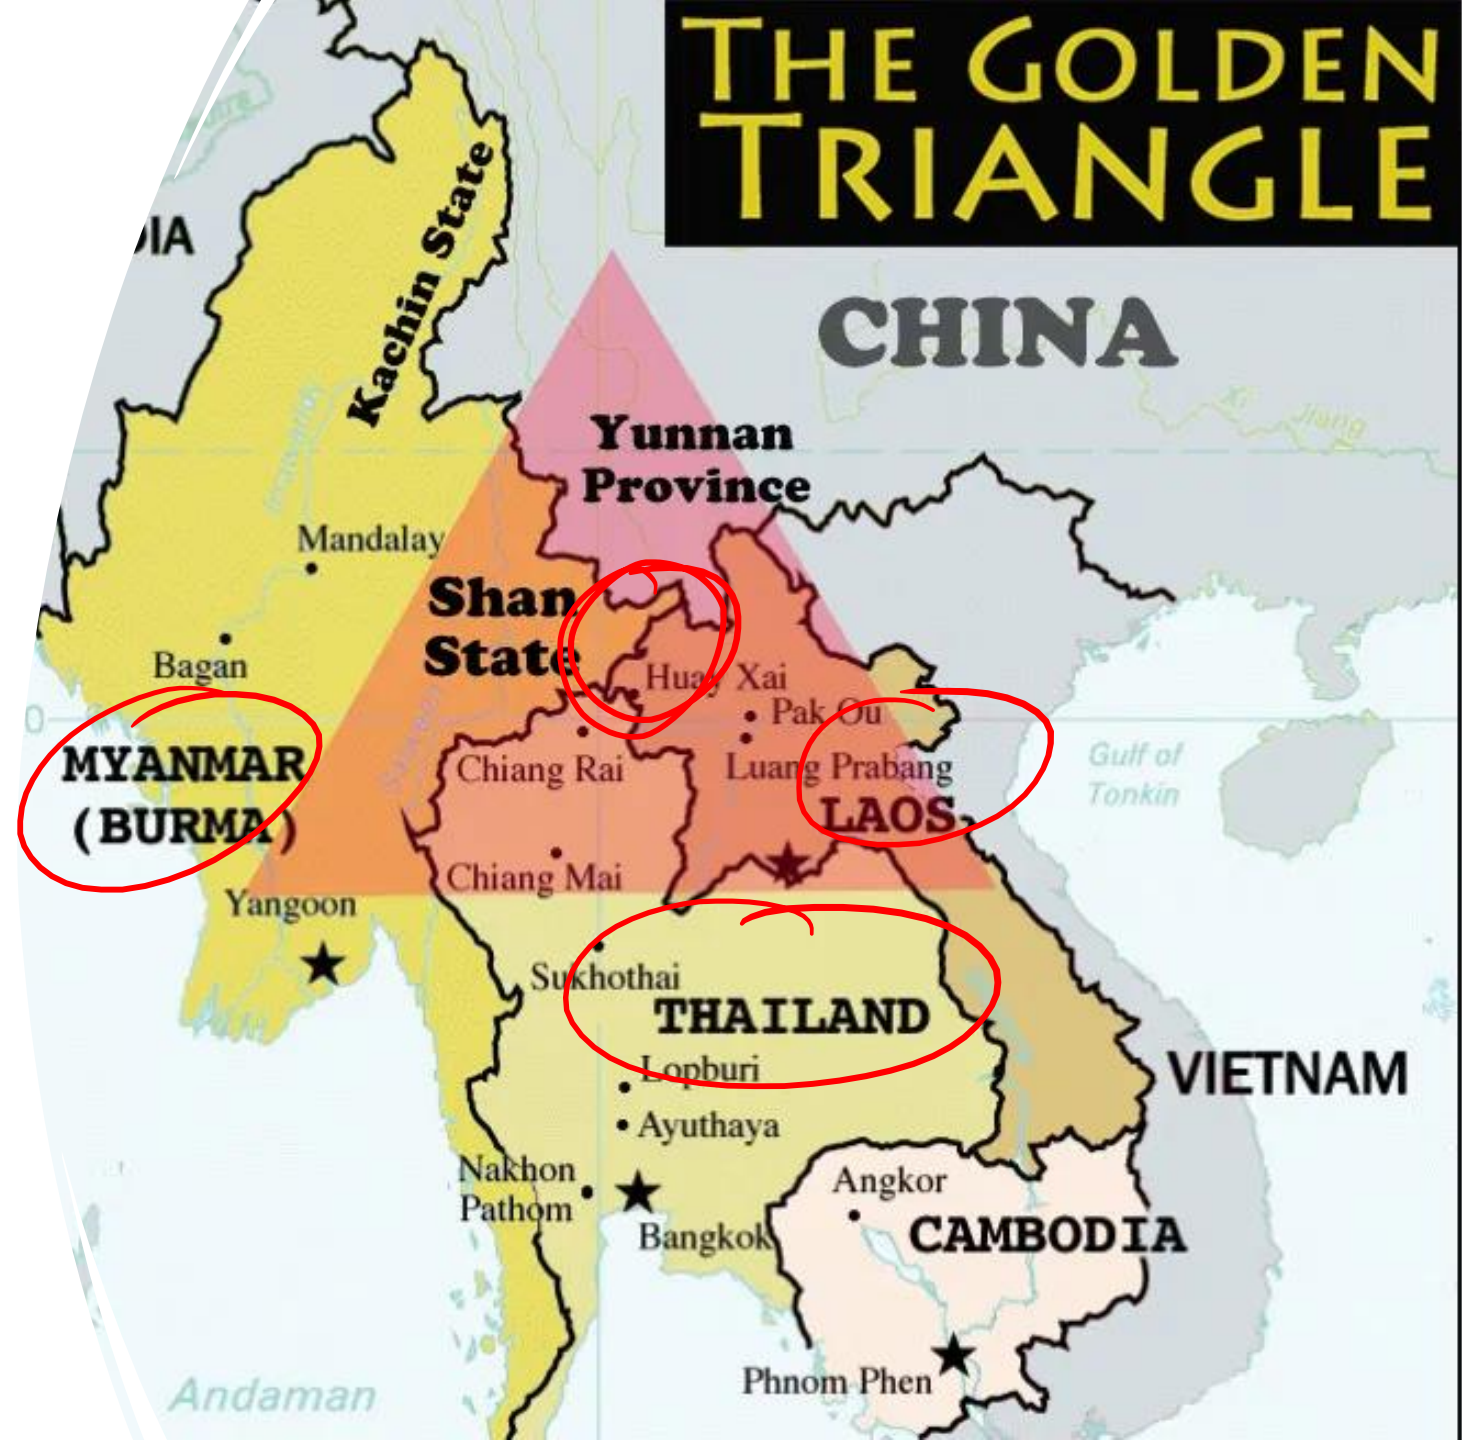 THE GOLDEN
TRIANGLE
Kachin State
CHINA
Yunnan
Province
Xi
Jiang
Mandalay
Shan
State
Bagan
Huay Xai
Pak Ou
MYANMAR
(BURMA)
Chiang Rai
Luang Prabang
LAOS
Gulf of
Tonkin
Chiang Mai
Yangoon
Sukhothai
THAILAND
Lopburi
VIETNAM
Ayuthaya
Nakhon
Pathom
Bangkok
Angkor
CAMBODIA
Phnom Phen
Andaman